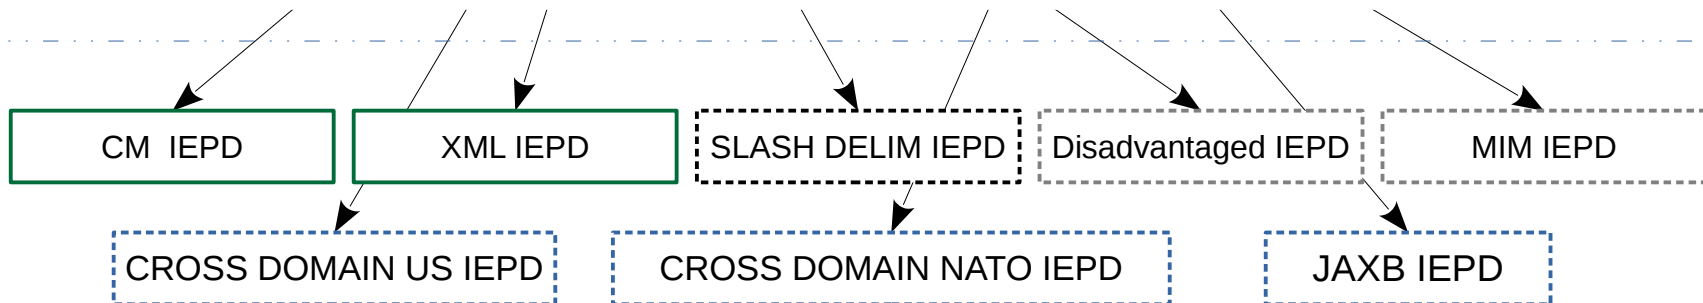 CM  IEPD
XML IEPD
SLASH DELIM IEPD
Disadvantaged IEPD
MIM IEPD
CROSS DOMAIN US IEPD
CROSS DOMAIN NATO IEPD
JAXB IEPD